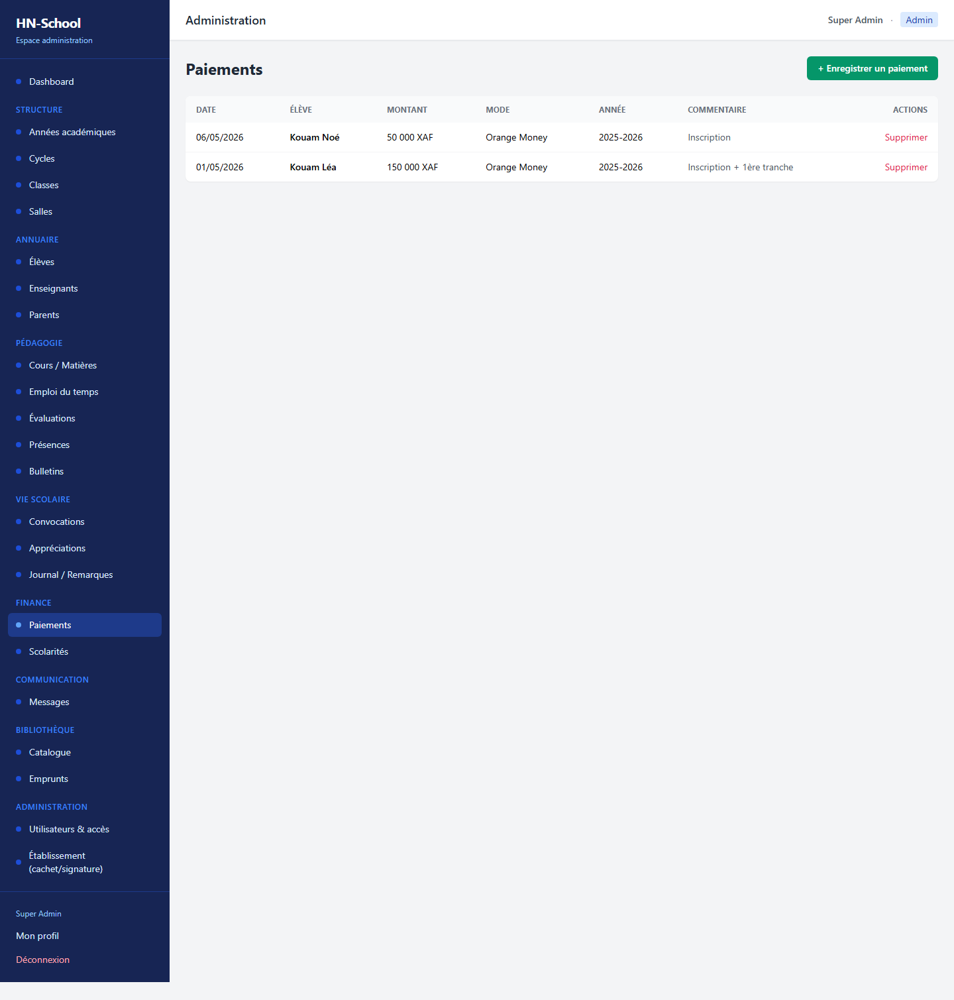 HN-School
Espace administration
Dashboard
STRUCTURE
Années académiques
Cycles
Classes
Salles
ANNUAIRE
Élèves
Enseignants
Parents
PÉDAGOGIE
Cours / Matières
Emploi du temps
Évaluations
Présences
Bulletins
VIE SCOLAIRE
Convocations
Appréciations
Journal / Remarques
FINANCE
Paiements
Scolarités
COMMUNICATION
Messages
BIBLIOTHÈQUE
Catalogue
Emprunts
ADMINISTRATION
Utilisateurs & accès
Établissement
(cachet/signature)
Super Admin
Mon profil
Déconnexion
Administration
Super Admin · Admin
Paiements
+ Enregistrer un paiement
DATE ÉLÈVE MONTANT MODE ANNÉE COMMENTAIRE ACTIONS
06/05/2026 Kouam Noé 50 000 XAF Orange Money 2025-2026 Inscription Supprimer
01/05/2026 Kouam Léa 150 000 XAF Orange Money 2025-2026 Inscription + 1ère tranche Supprimer